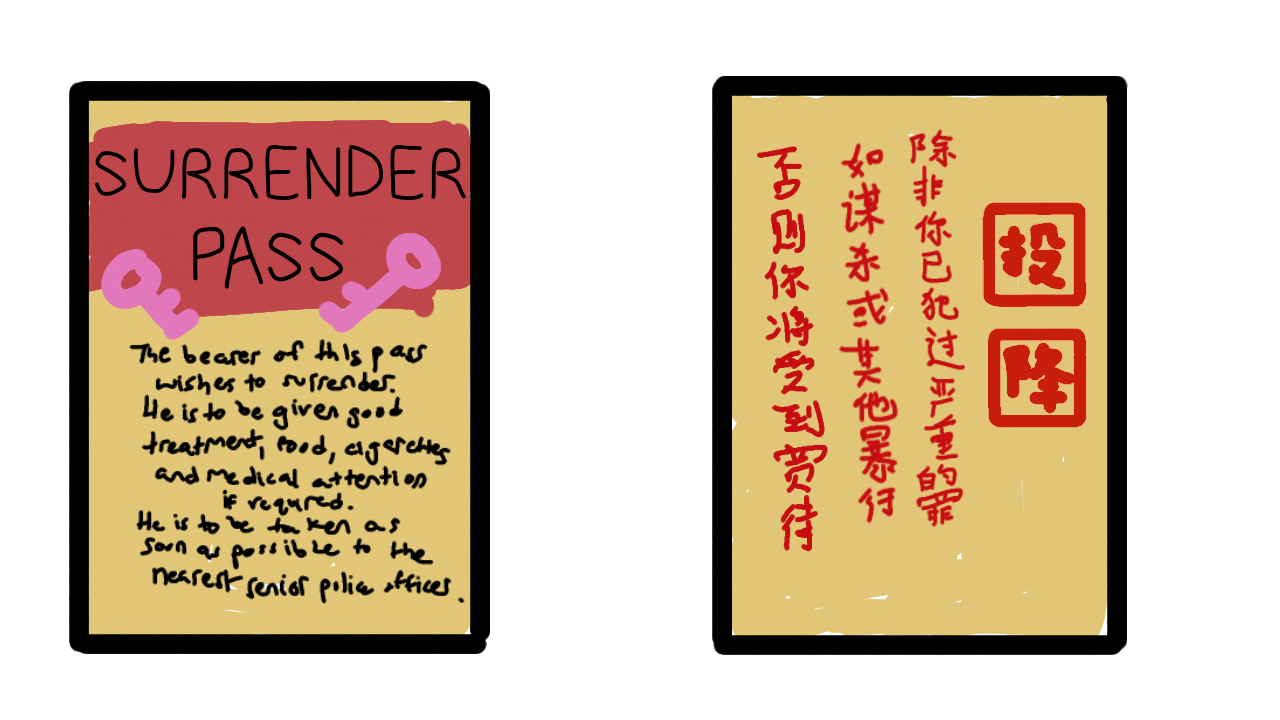 SURRENDER
PASS
The bearer of this pass
wishes to surrender.
He is to be given good
treatment, food, cigarettes
and medical attention
if required.
He is to be taken as
soon as possible to the
nearest senior police officer.
投
降
除非你已犯过严重的罪
如谋杀或其他暴行
否则你将受到待